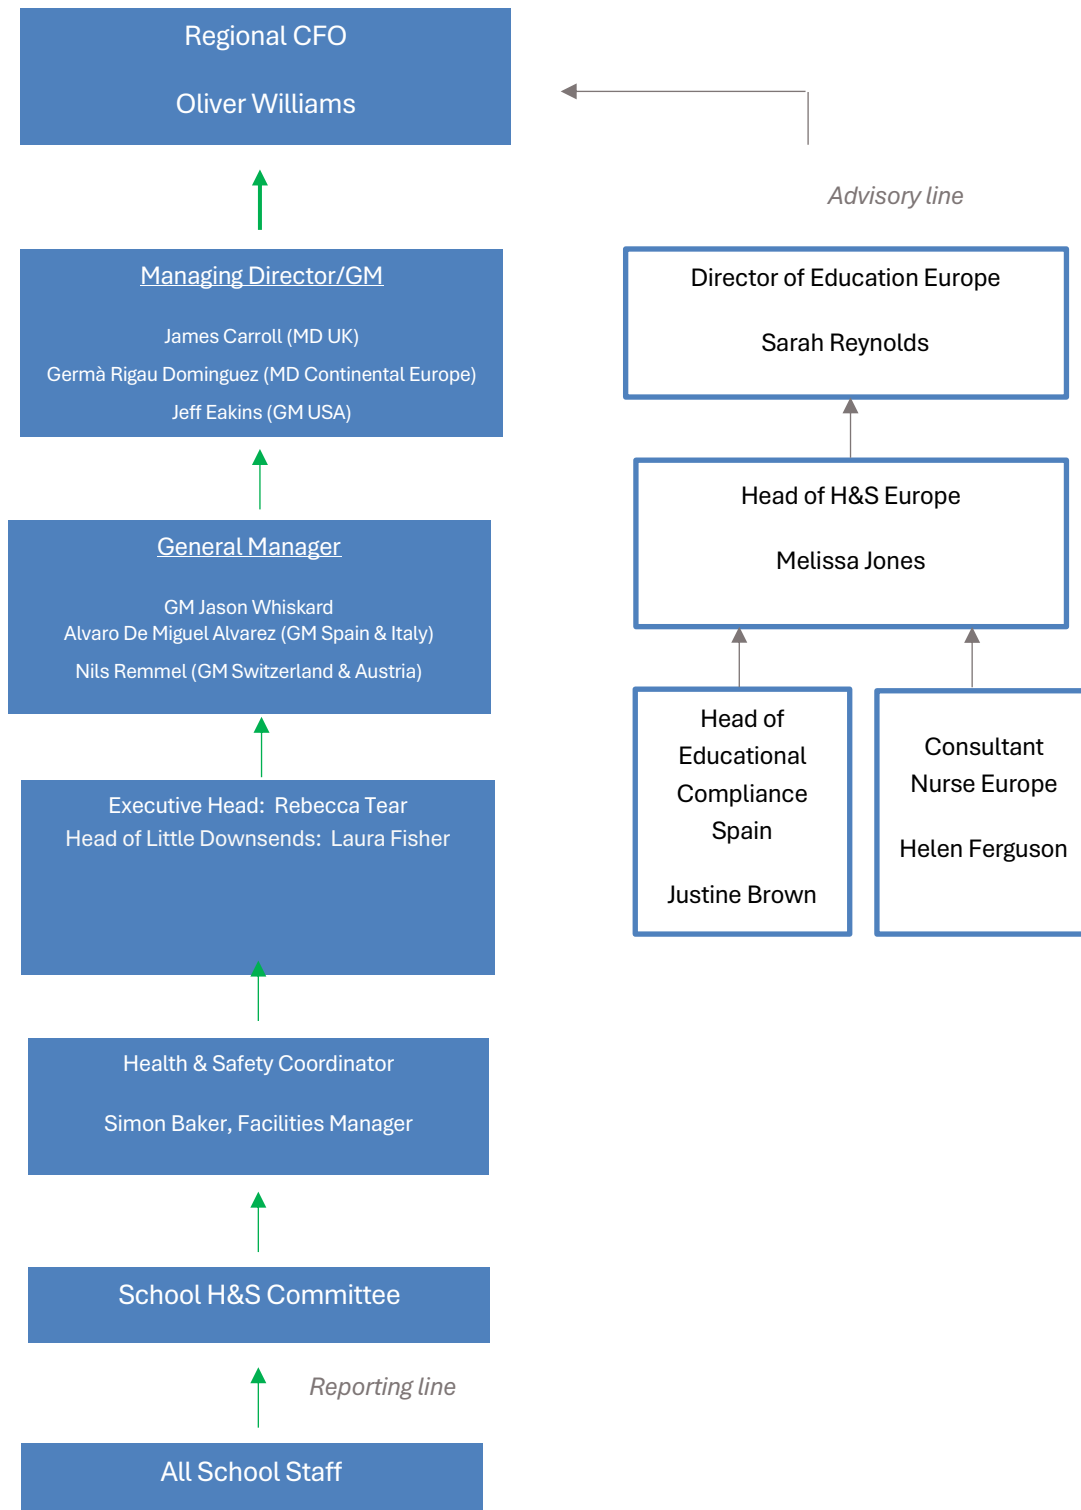 Regional CFO
Oliver Williams
Advisory line
Managing Director/GM
James Carroll (MD UK)
Germà Rigau Dominguez (MD Continental Europe)
Jeff Eakins (GM USA)
Director of Education Europe
Sarah Reynolds
Head of H&S Europe
Melissa Jones
General Manager
GM Jason Whiskard
Alvaro De Miguel Alvarez (GM Spain & Italy)
Nils Remmel (GM Switzerland & Austria)
Head of
Educational
Compliance
Spain
Justine Brown
Consultant
Nurse Europe
Helen Ferguson
Executive Head: Rebecca Tear
Head of Little Downsends: Laura Fisher
Health & Safety Coordinator
Simon Baker, Facilities Manager
School H&S Committee
Reporting line
All School Staff